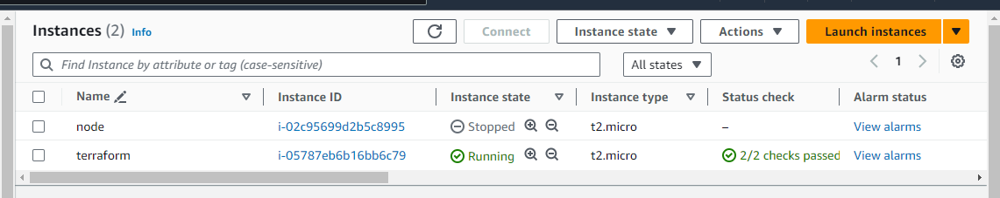 Instances (2) Info Connect Instance state Actions Launch instances
Find Instance by attribute or tag (case-sensitive) All states 1
Name Instance ID Instance state Instance type Status check Alarm status
node i-02c95699d2b5c8995 Stopped t2.micro – View alarms
terraform i-05787eb6b16bb6c79 Running t2.micro 2/2 checks passed View alarms